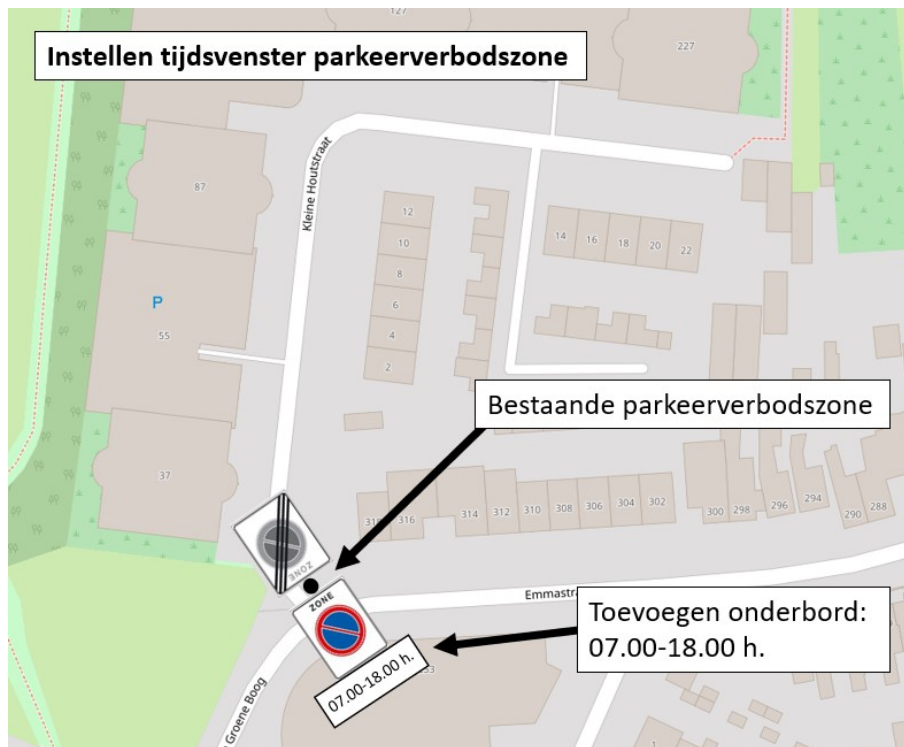 127
227
Instellen tijdsvenster parkeerverbodszone
Kleine Houtstraat
87
12
10
8
6
4
2
14
16
18
20
22
P
55
Bestaande parkeerverbodszone
37
316
314
312
310
308
306
304
302
300
298
296
294
290
288
ZONE
ZONE
Emmastra
Toevoegen onderbord:
07.00-18.00 h.
07.00-18.00 h.
Groene Boog
1